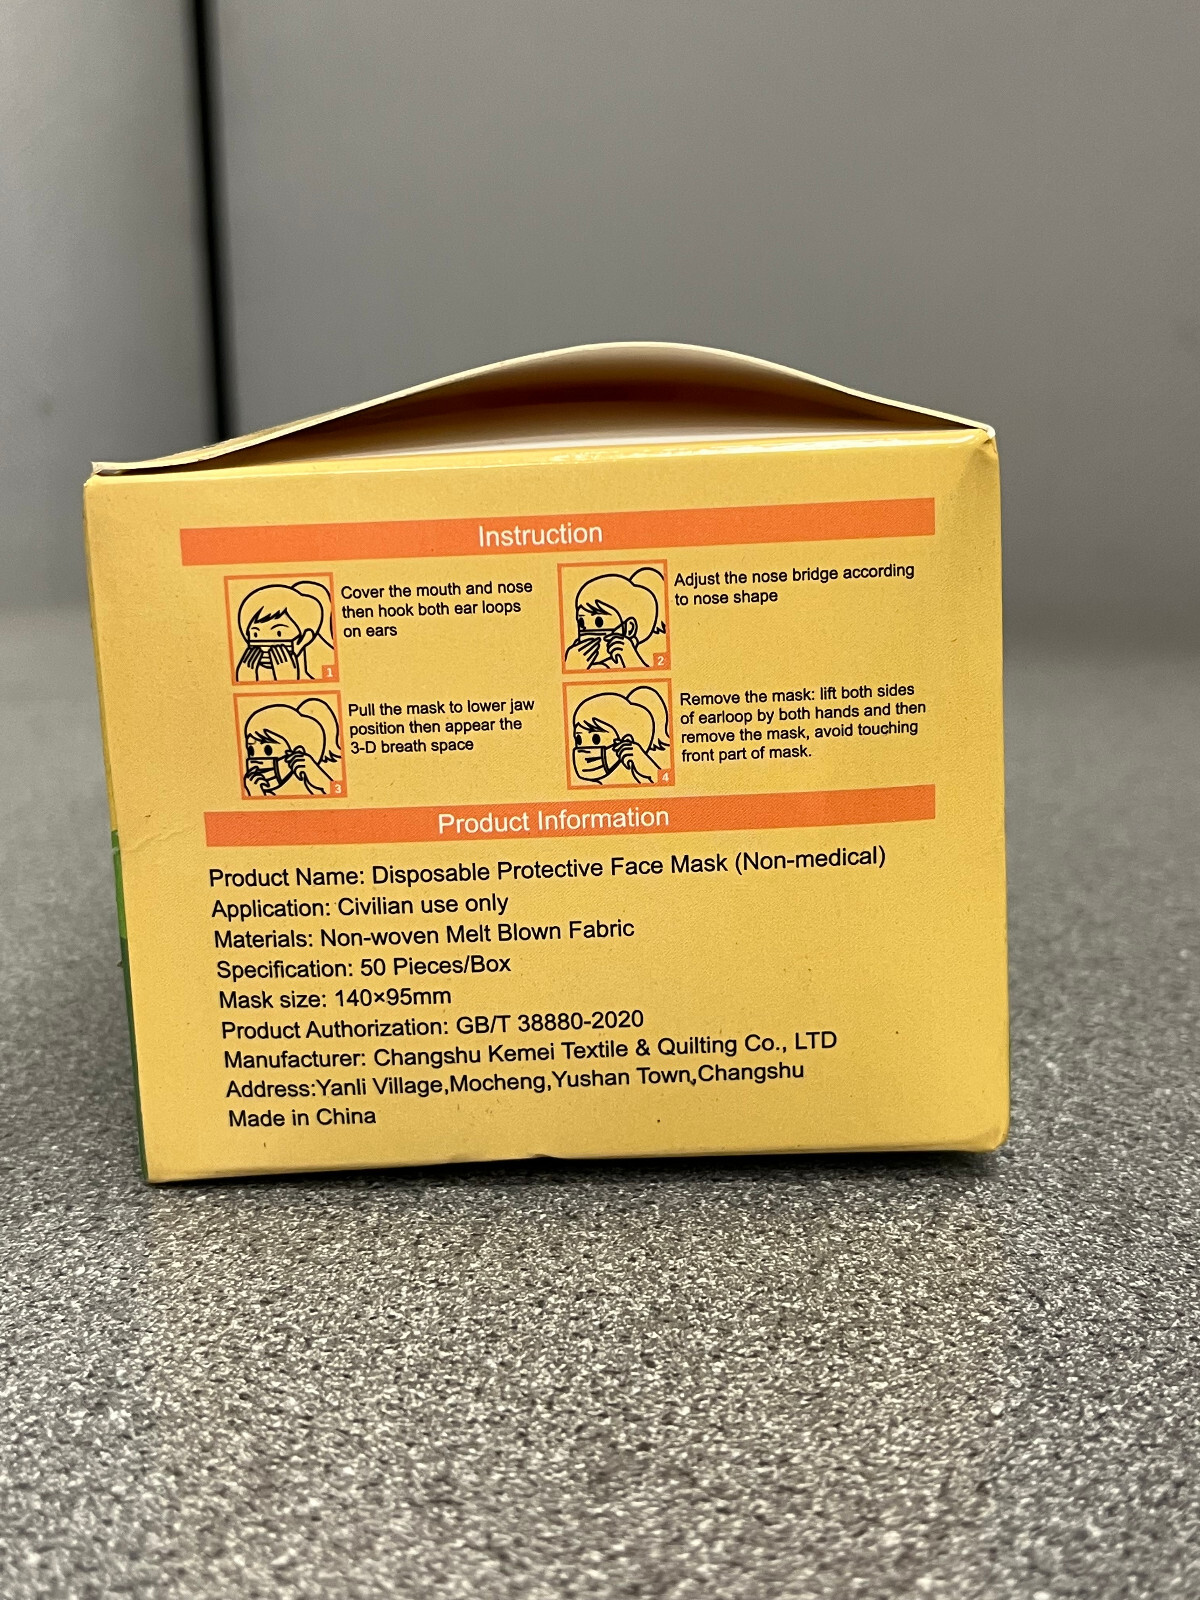 Instruction
Cover the mouth and nose
then hook both ear loops
on ears
1
Adjust the nose bridge according
to nose shape
2
Pull the mask to lower jaw
position then appear the
3-D breath space
3
Remove the mask: lift both sides
of earloop by both hands and then
remove the mask, avoid touching
front part of mask.
4
Product Information
Product Name: Disposable Protective Face Mask (Non-medical)
Application: Civilian use only
Materials: Non-woven Melt Blown Fabric
Specification: 50 Pieces/Box
Mask size: 140×95mm
Product Authorization: GB/T 38880-2020
Manufacturer: Changshu Kemei Textile & Quilting Co., LTD
Address:Yanli Village,Mocheng,Yushan Town,Changshu
Made in China